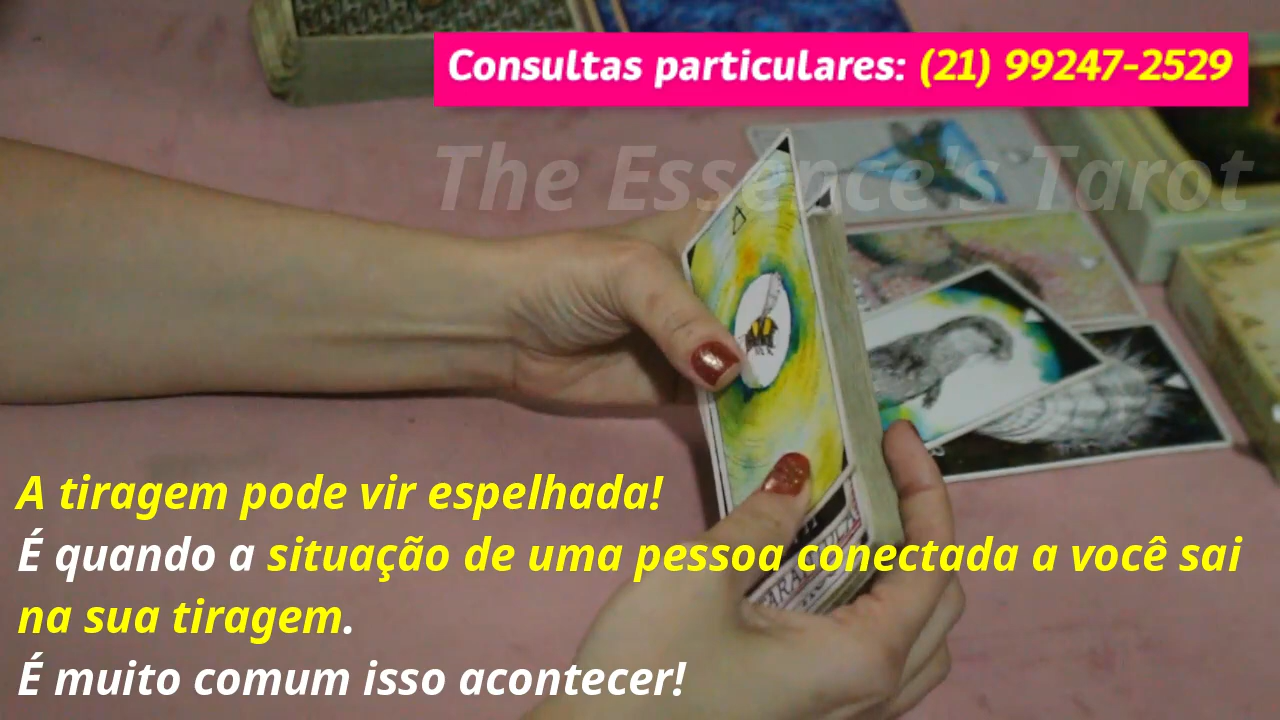 Consultas particulares: (21) 99247-2529
The Essence's Tarot
A tiragem pode vir espelhada!
É quando a situação de uma pessoa conectada a você sai
na sua tiragem.
É muito comum isso acontecer!